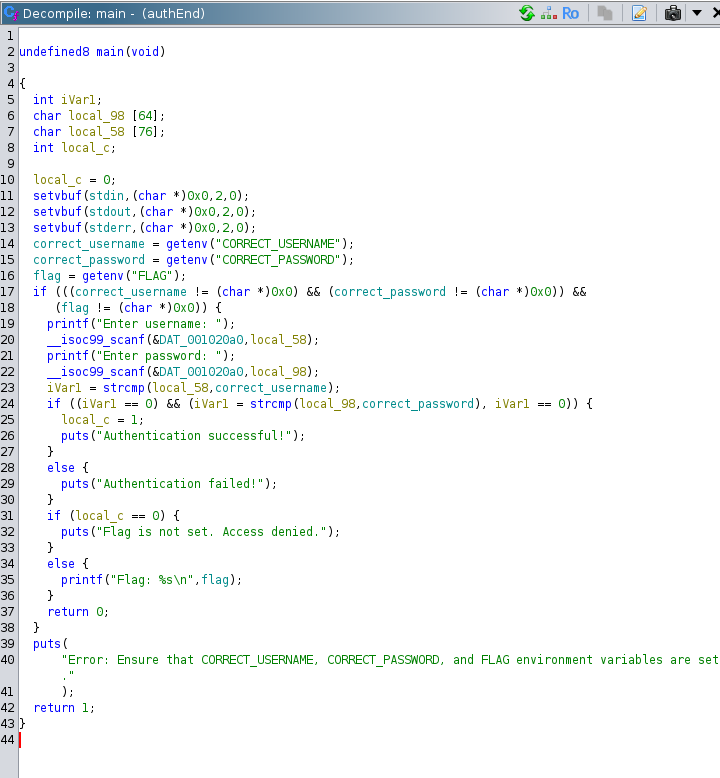 Decompile: main - (authEnd)
Ro
1
2 undefined8 main(void)
3
4 {
5   int iVar1;
6   char local_98 [64];
7   char local_58 [76];
8   int local_c;
9
10   local_c = 0;
11   setvbuf(stdin,(char *)0x0,2,0);
12   setvbuf(stdout,(char *)0x0,2,0);
13   setvbuf(stderr,(char *)0x0,2,0);
14   correct_username = getenv("CORRECT_USERNAME");
15   correct_password = getenv("CORRECT_PASSWORD");
16   flag = getenv("FLAG");
17   if (((correct_username != (char *)0x0) && (correct_password != (char *)0x0)) &&
18      (flag != (char *)0x0)) {
19     printf("Enter username: ");
20     __isoc99_scanf(&DAT_001020a0,local_58);
21     printf("Enter password: ");
22     __isoc99_scanf(&DAT_001020a0,local_98);
23     iVar1 = strcmp(local_58,correct_username);
24     if ((iVar1 == 0) && (iVar1 = strcmp(local_98,correct_password), iVar1 == 0)) {
25       local_c = 1;
26       puts("Authentication successful!");
27     }
28     else {
29       puts("Authentication failed!");
30     }
31     if (local_c == 0) {
32       puts("Flag is not set. Access denied.");
33     }
34     else {
35       printf("Flag: %s\n",flag);
36     }
37     return 0;
38   }
39   puts(
40       "Error: Ensure that CORRECT_USERNAME, CORRECT_PASSWORD, and FLAG environment variables are set
."
41       );
42   return 1;
43 }
44